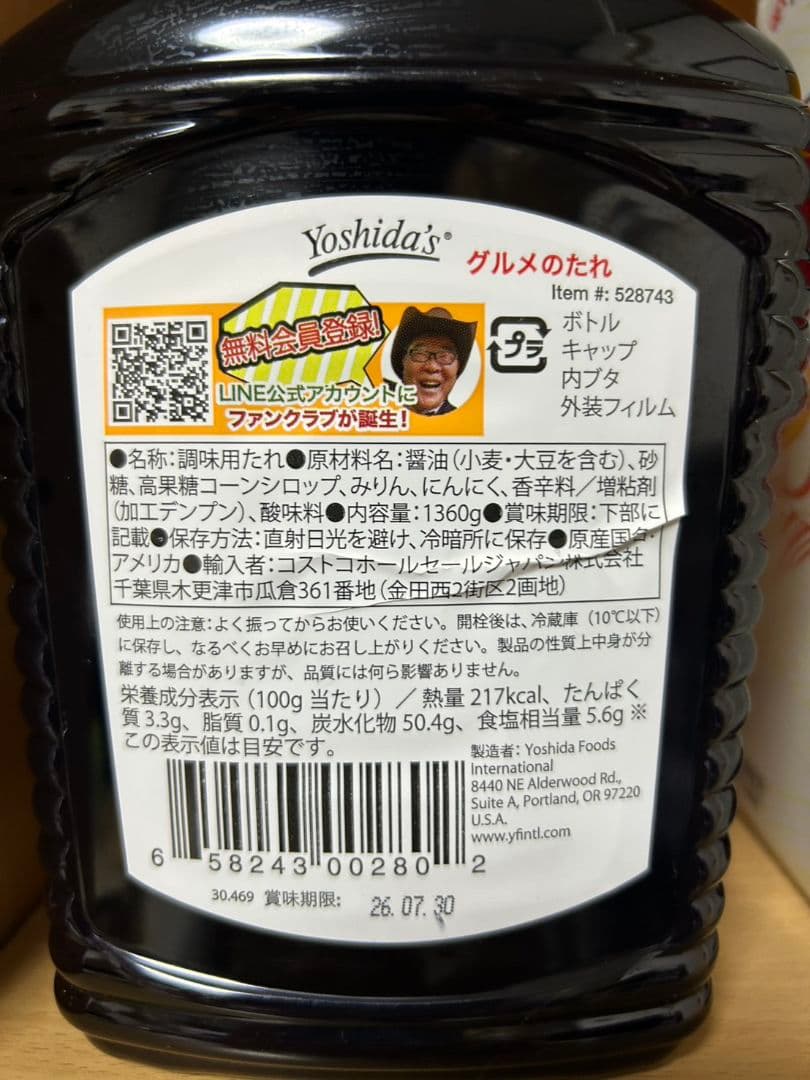 Yoshida's®
グルメのたれ
Item #: 528743
プラ
ボトル
キャップ
内ブタ
外装フィルム
無料会員登録!
LINE公式アカウントに
ファンクラブが誕生!
●名称:調味用たれ●原材料名:醤油(小麦・大豆を含む)、砂
糖、高果糖コーンシロップ、みりん、にんにく、香辛料/増粘剤
(加工デンプン)、酸味料●内容量:1360g●賞味期限:下部に
記載●保存方法:直射日光を避け、冷暗所に保存●原産国名:
アメリカ●輸入者:コストコホールセールジャパン株式会社
千葉県木更津市瓜倉361番地(金田西2街区2画地)
使用上の注意:よく振ってからお使いください。開栓後は、冷蔵庫(10℃以下)
に保存し、なるべくお早めにお召し上がりください。製品の性質上中身が分
離する場合がありますが、品質には何ら影響ありません。
栄養成分表示(100g 当たり)/熱量 217kcal、たんぱく
質 3.3g、脂質 0.1g、炭水化物 50.4g、食塩相当量 5.6g ※
この表示値は目安です。
製造者: Yoshida Foods
International
8440 NE Alderwood Rd.,
Suite A, Portland, OR 97220
U.S.A.
www.yfintl.com
6 58243 00280 2
30.469 賞味期限: 26.07.30